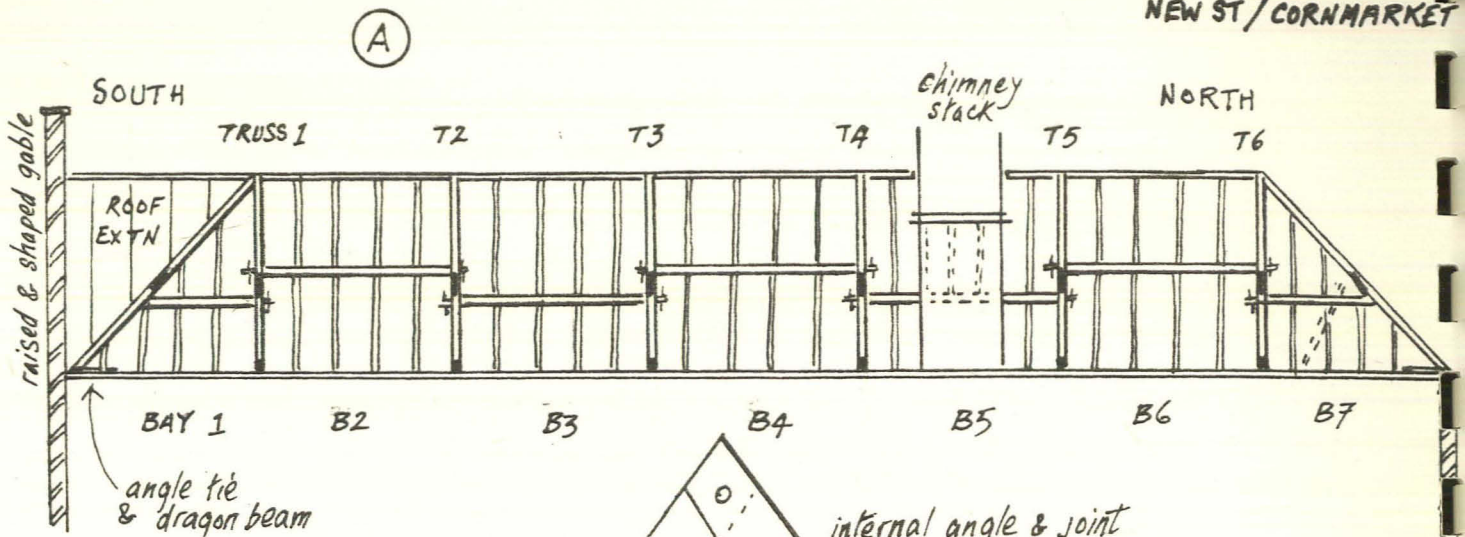 NEW ST / CORNMARKET
A
SOUTH
chimney
stack
NORTH
TRUSS 1 T2 T3 T4 T5 T6
raised & shaped gable
ROOF
EXTN
BAY 1 B2 B3 B4 B5 B6 B7
angle tie
& dragon beam
internal angle & joint